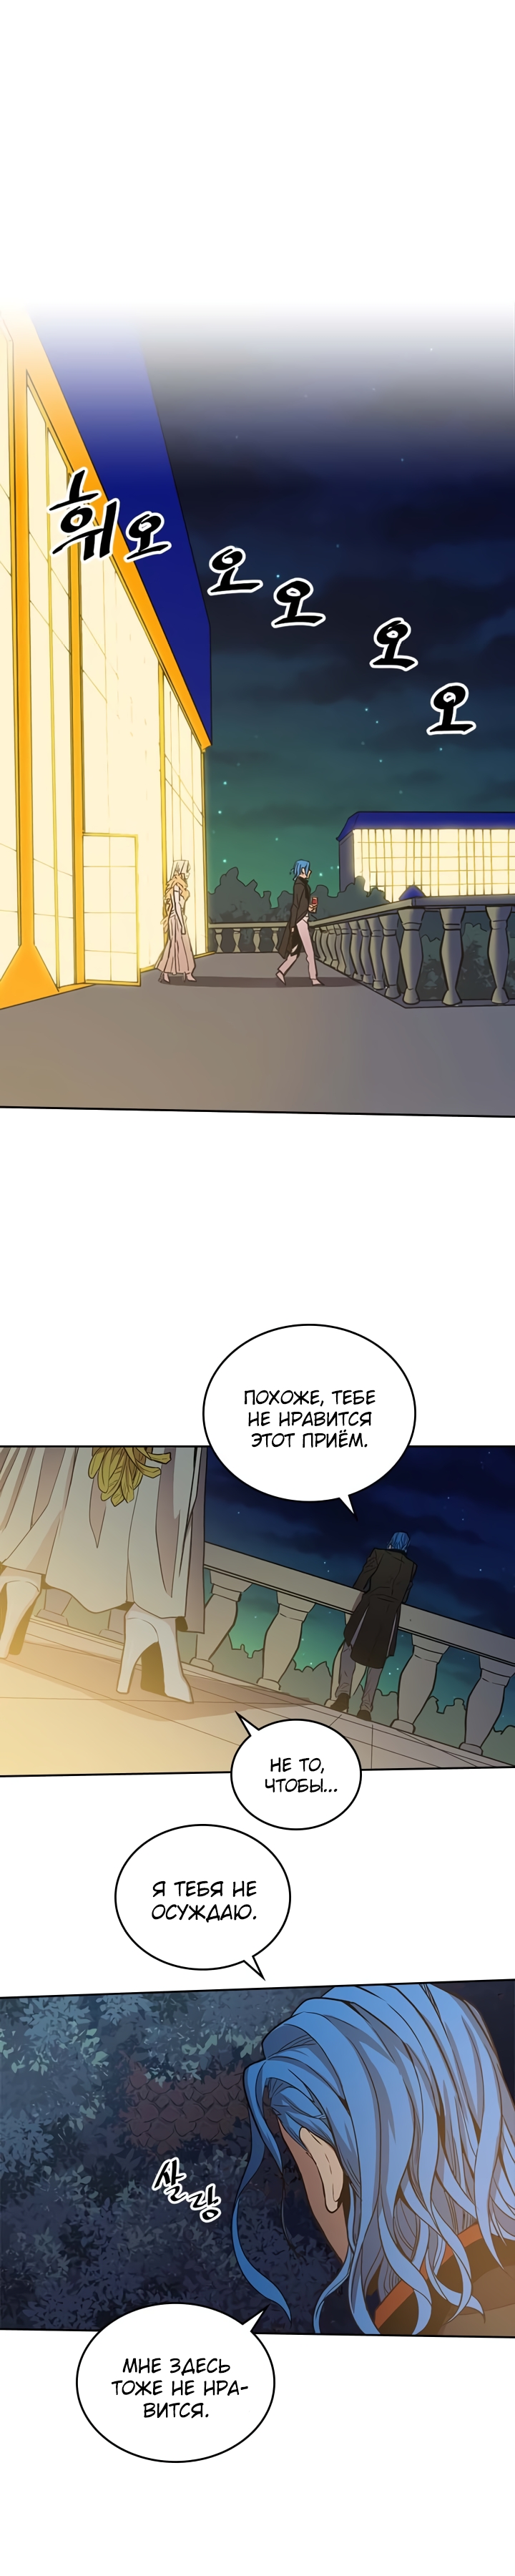 휘오
오
오
오
오
ПОХОЖЕ, ТЕБЕ
НЕ НРАВИТСЯ
ЭТОТ ПРИЁМ.
НЕ ТО,
ЧТОБЫ...
Я ТЕБЯ НЕ
ОСУЖДАЮ.
살랑
МНЕ ЗДЕСЬ
ТОЖЕ НЕ НРА-
ВИТСЯ.